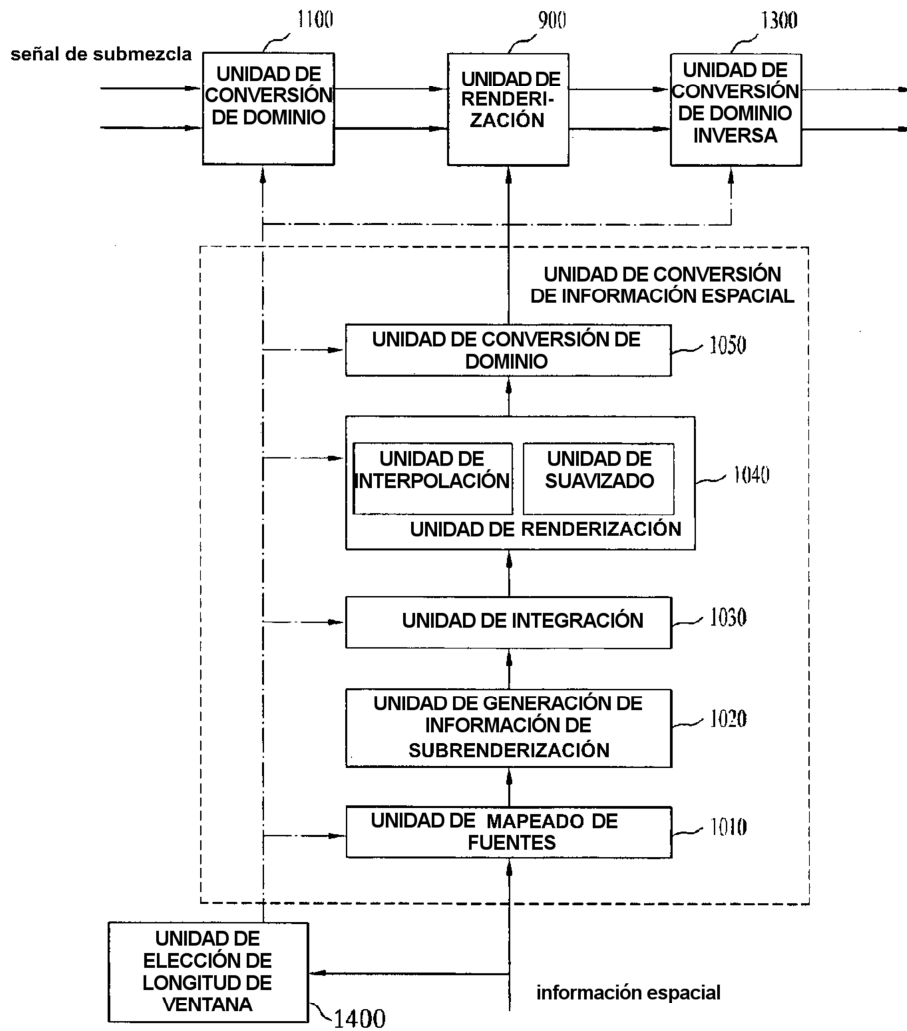 1100
900
1300
señal de submezcla
UNIDAD DE
CONVERSIÓN
DE DOMINIO
UNIDAD DE
RENDERI-
ZACIÓN
UNIDAD DE
CONVERSIÓN
DE DOMINIO
INVERSA
UNIDAD DE CONVERSIÓN
DE INFORMACIÓN ESPACIAL
UNIDAD DE CONVERSIÓN DE
DOMINIO
1050
UNIDAD DE
INTERPOLACIÓN
UNIDAD DE
SUAVIZADO
UNIDAD DE RENDERIZACIÓN
1040
UNIDAD DE INTEGRACIÓN
1030
UNIDAD DE GENERACIÓN DE
INFORMACIÓN DE
SUBRENDERIZACIÓN
1020
UNIDAD DE MAPEADO DE
FUENTES
1010
UNIDAD DE
ELECCIÓN DE
LONGITUD DE
VENTANA
1400
información espacial